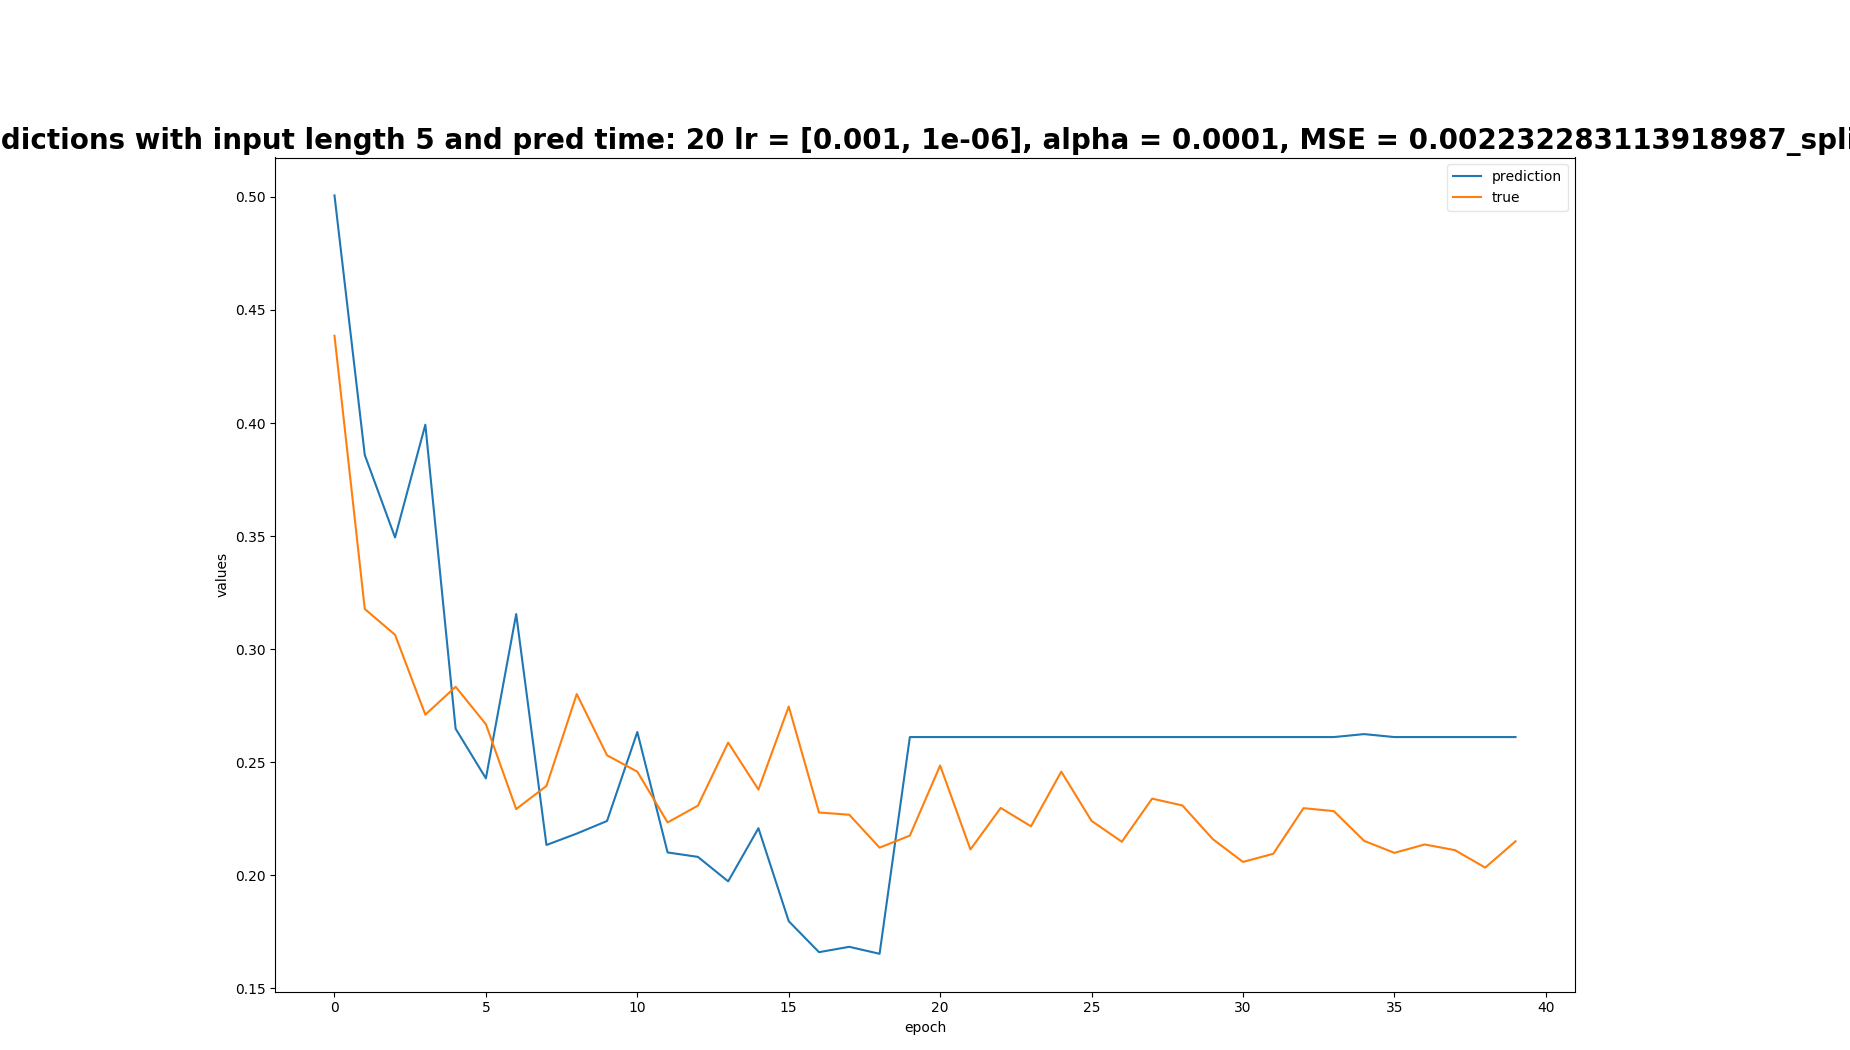 dictions with input length 5 and pred time: 20 lr = [0.001, 1e-06], alpha = 0.0001, MSE = 0.002232283113918987_spli
prediction
true
0.50
0.45
0.40
0.35
0.30
0.25
0.20
0.15
values
0 5 10 15 20 25 30 35 40
epoch